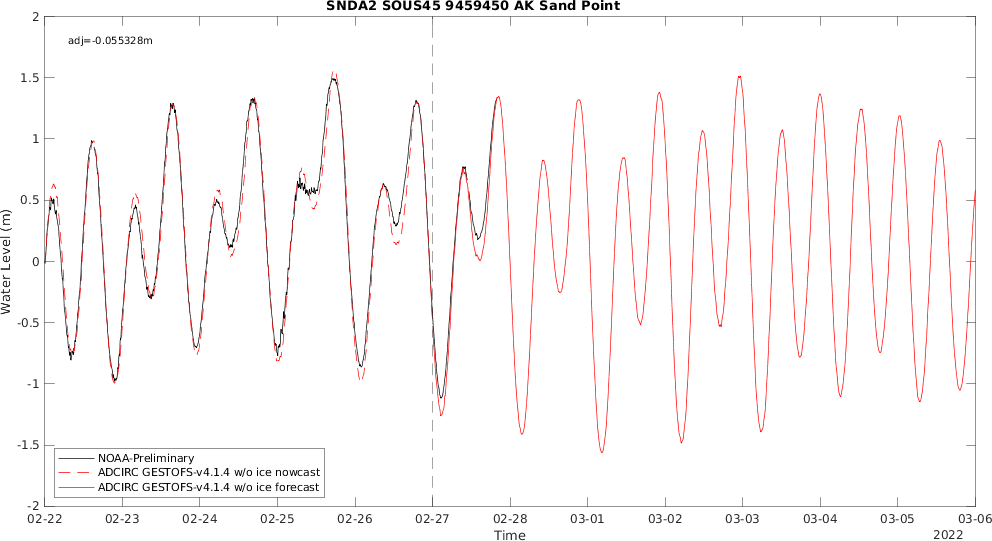 SNDA2 SOUS45 9459450 AK Sand Point
adj=-0.055328m
2
1.5
1
0.5
0
-0.5
-1
-1.5
-2
Water Level (m)
NOAA-Preliminary
ADCIRC GESTOFS-v4.1.4 w/o ice nowcast
ADCIRC GESTOFS-v4.1.4 w/o ice forecast
02-22 02-23 02-24 02-25 02-26 02-27 02-28 03-01 03-02 03-03 03-04 03-05 03-06
Time
2022